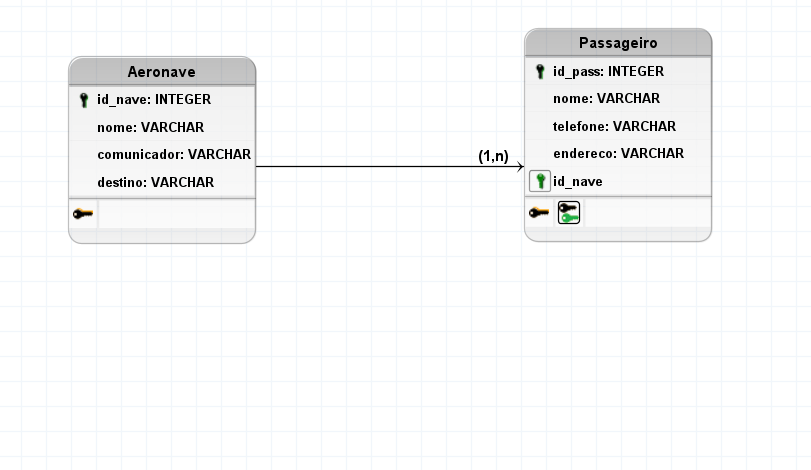 Aeronave
id_nave: INTEGER
nome: VARCHAR
comunicador: VARCHAR
destino: VARCHAR
(1,n)
Passageiro
id_pass: INTEGER
nome: VARCHAR
telefone: VARCHAR
endereco: VARCHAR
id_nave